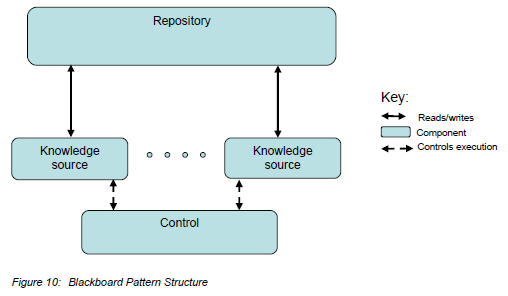 Repository
Knowledge
source
Knowledge
source
Control
Key:
Reads/writes
Component
Controls execution
Figure 10: Blackboard Pattern Structure